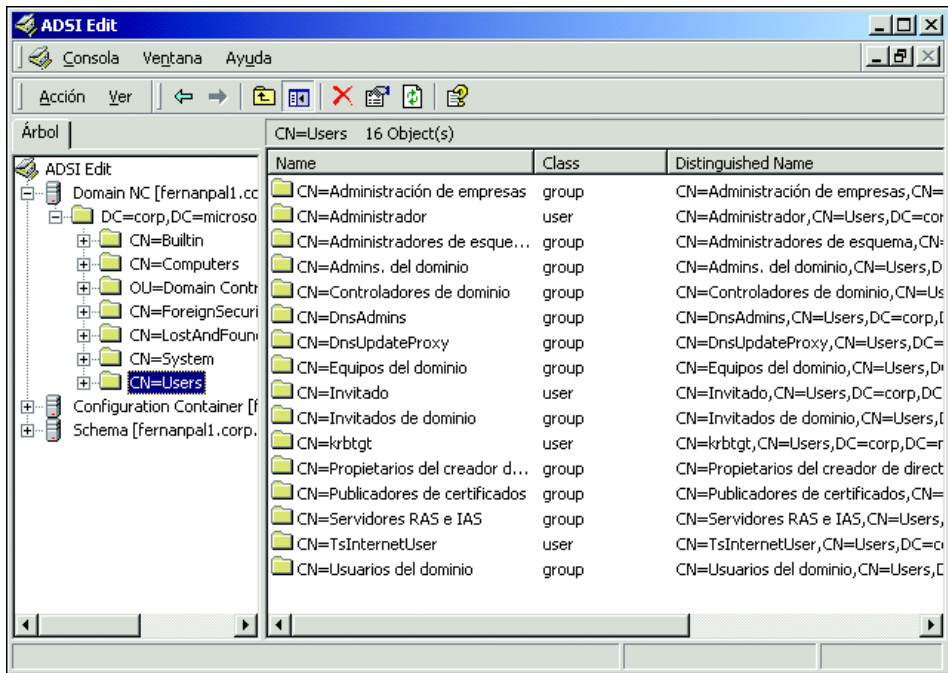 ADSI Edit
Consola Ventana Ayuda
Acción Ver
Árbol
CN=Users 16 Object(s)
ADSI Edit
Domain NC [fernanpal1.cc
DC=corp,DC=microso
CN=Builtin
CN=Computers
OU=Domain Contr
CN=ForeignSecuri
CN=LostAndFoun
CN=System
CN=Users
Configuration Container [f
Schema [fernanpal1.corp.
Name Class Distinguished Name
CN=Administración de empresas group CN=Administración de empresas,CN=
CN=Administrador user CN=Administrador,CN=Users,DC=cor
CN=Administradores de esque... group CN=Administradores de esquema,CN=
CN=Admins. del dominio group CN=Admins. del dominio,CN=Users,D
CN=Controladores de dominio group CN=Controladores de dominio,CN=Us
CN=DnsAdmins group CN=DnsAdmins,CN=Users,DC=corp,D
CN=DnsUpdateProxy group CN=DnsUpdateProxy,CN=Users,DC=
CN=Equipos del dominio group CN=Equipos del dominio,CN=Users,D
CN=Invitado user CN=Invitado,CN=Users,DC=corp,DC
CN=Invitados de dominio group CN=Invitados de dominio,CN=Users,D
CN=krbtgt user CN=krbtgt,CN=Users,DC=corp,DC=r
CN=Propietarios del creador d... group CN=Propietarios del creador de direct
CN=Publicadores de certificados group CN=Publicadores de certificados,CN=
CN=Servidores RAS e IAS group CN=Servidores RAS e IAS,CN=Users,
CN=TsInternetUser user CN=TsInternetUser,CN=Users,DC=co
CN=Usuarios del dominio group CN=Usuarios del dominio,CN=Users,D